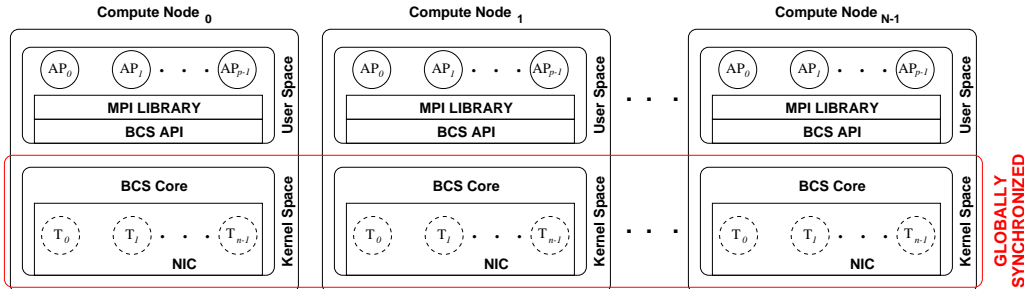 Compute Node 0
Compute Node 1
Compute Node N-1
AP0 AP1 . . . APp-1
MPI LIBRARY
BCS API
User Space
AP0 AP1 . . . APp-1
MPI LIBRARY
BCS API
User Space
. . .
AP0 AP1 . . . APp-1
MPI LIBRARY
BCS API
User Space
BCS Core
T0 T1 . . . Tn-1
NIC
Kernel Space
BCS Core
T0 T1 . . . Tn-1
NIC
Kernel Space
. . .
BCS Core
T0 T1 . . . Tn-1
NIC
Kernel Space
GLOBALLY
SYNCHRONIZED